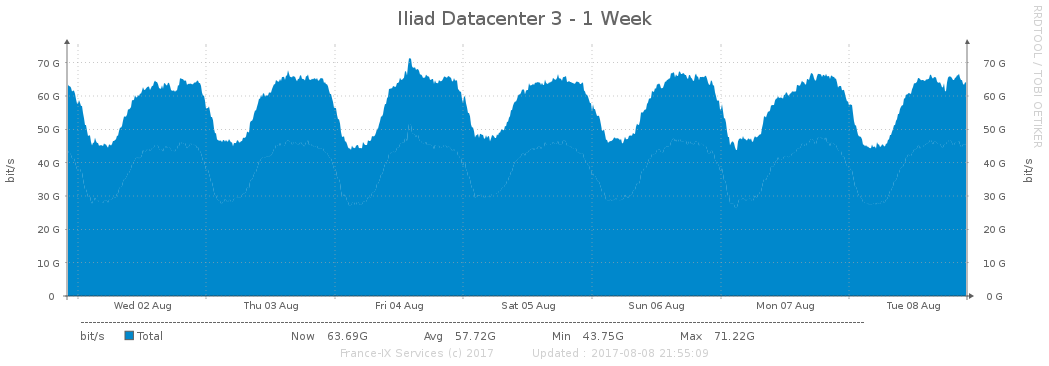 Iliad Datacenter 3 - 1 Week
RRDTOOL / TOBI OETIKER
bit/s
70 G 70 G
60 G 60 G
50 G 50 G
40 G 40 G
30 G 30 G
20 G 20 G
10 G 10 G
0 0 G
bit/s
Wed 02 Aug Thu 03 Aug Fri 04 Aug Sat 05 Aug Sun 06 Aug Mon 07 Aug Tue 08 Aug
bit/s Total Now 63.69G Avg 57.72G Min 43.75G Max 71.22G
France-IX Services (c) 2017 Updated : 2017-08-08 21:55:09